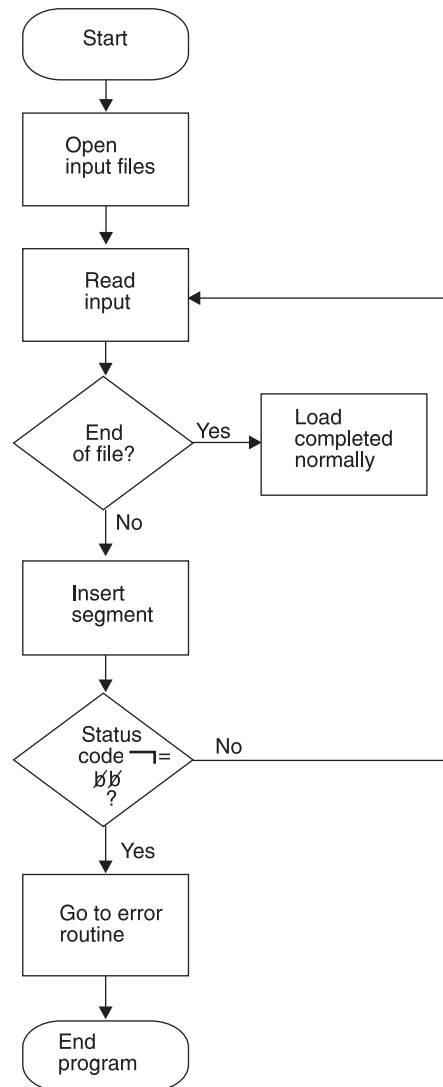 Start
Open
input files
Read
input
End
of file?
Yes
Load
completed
normally
No
Insert
segment
Status
code ¬=
b̸b̸
?
No
Yes
Go to error
routine
End
program